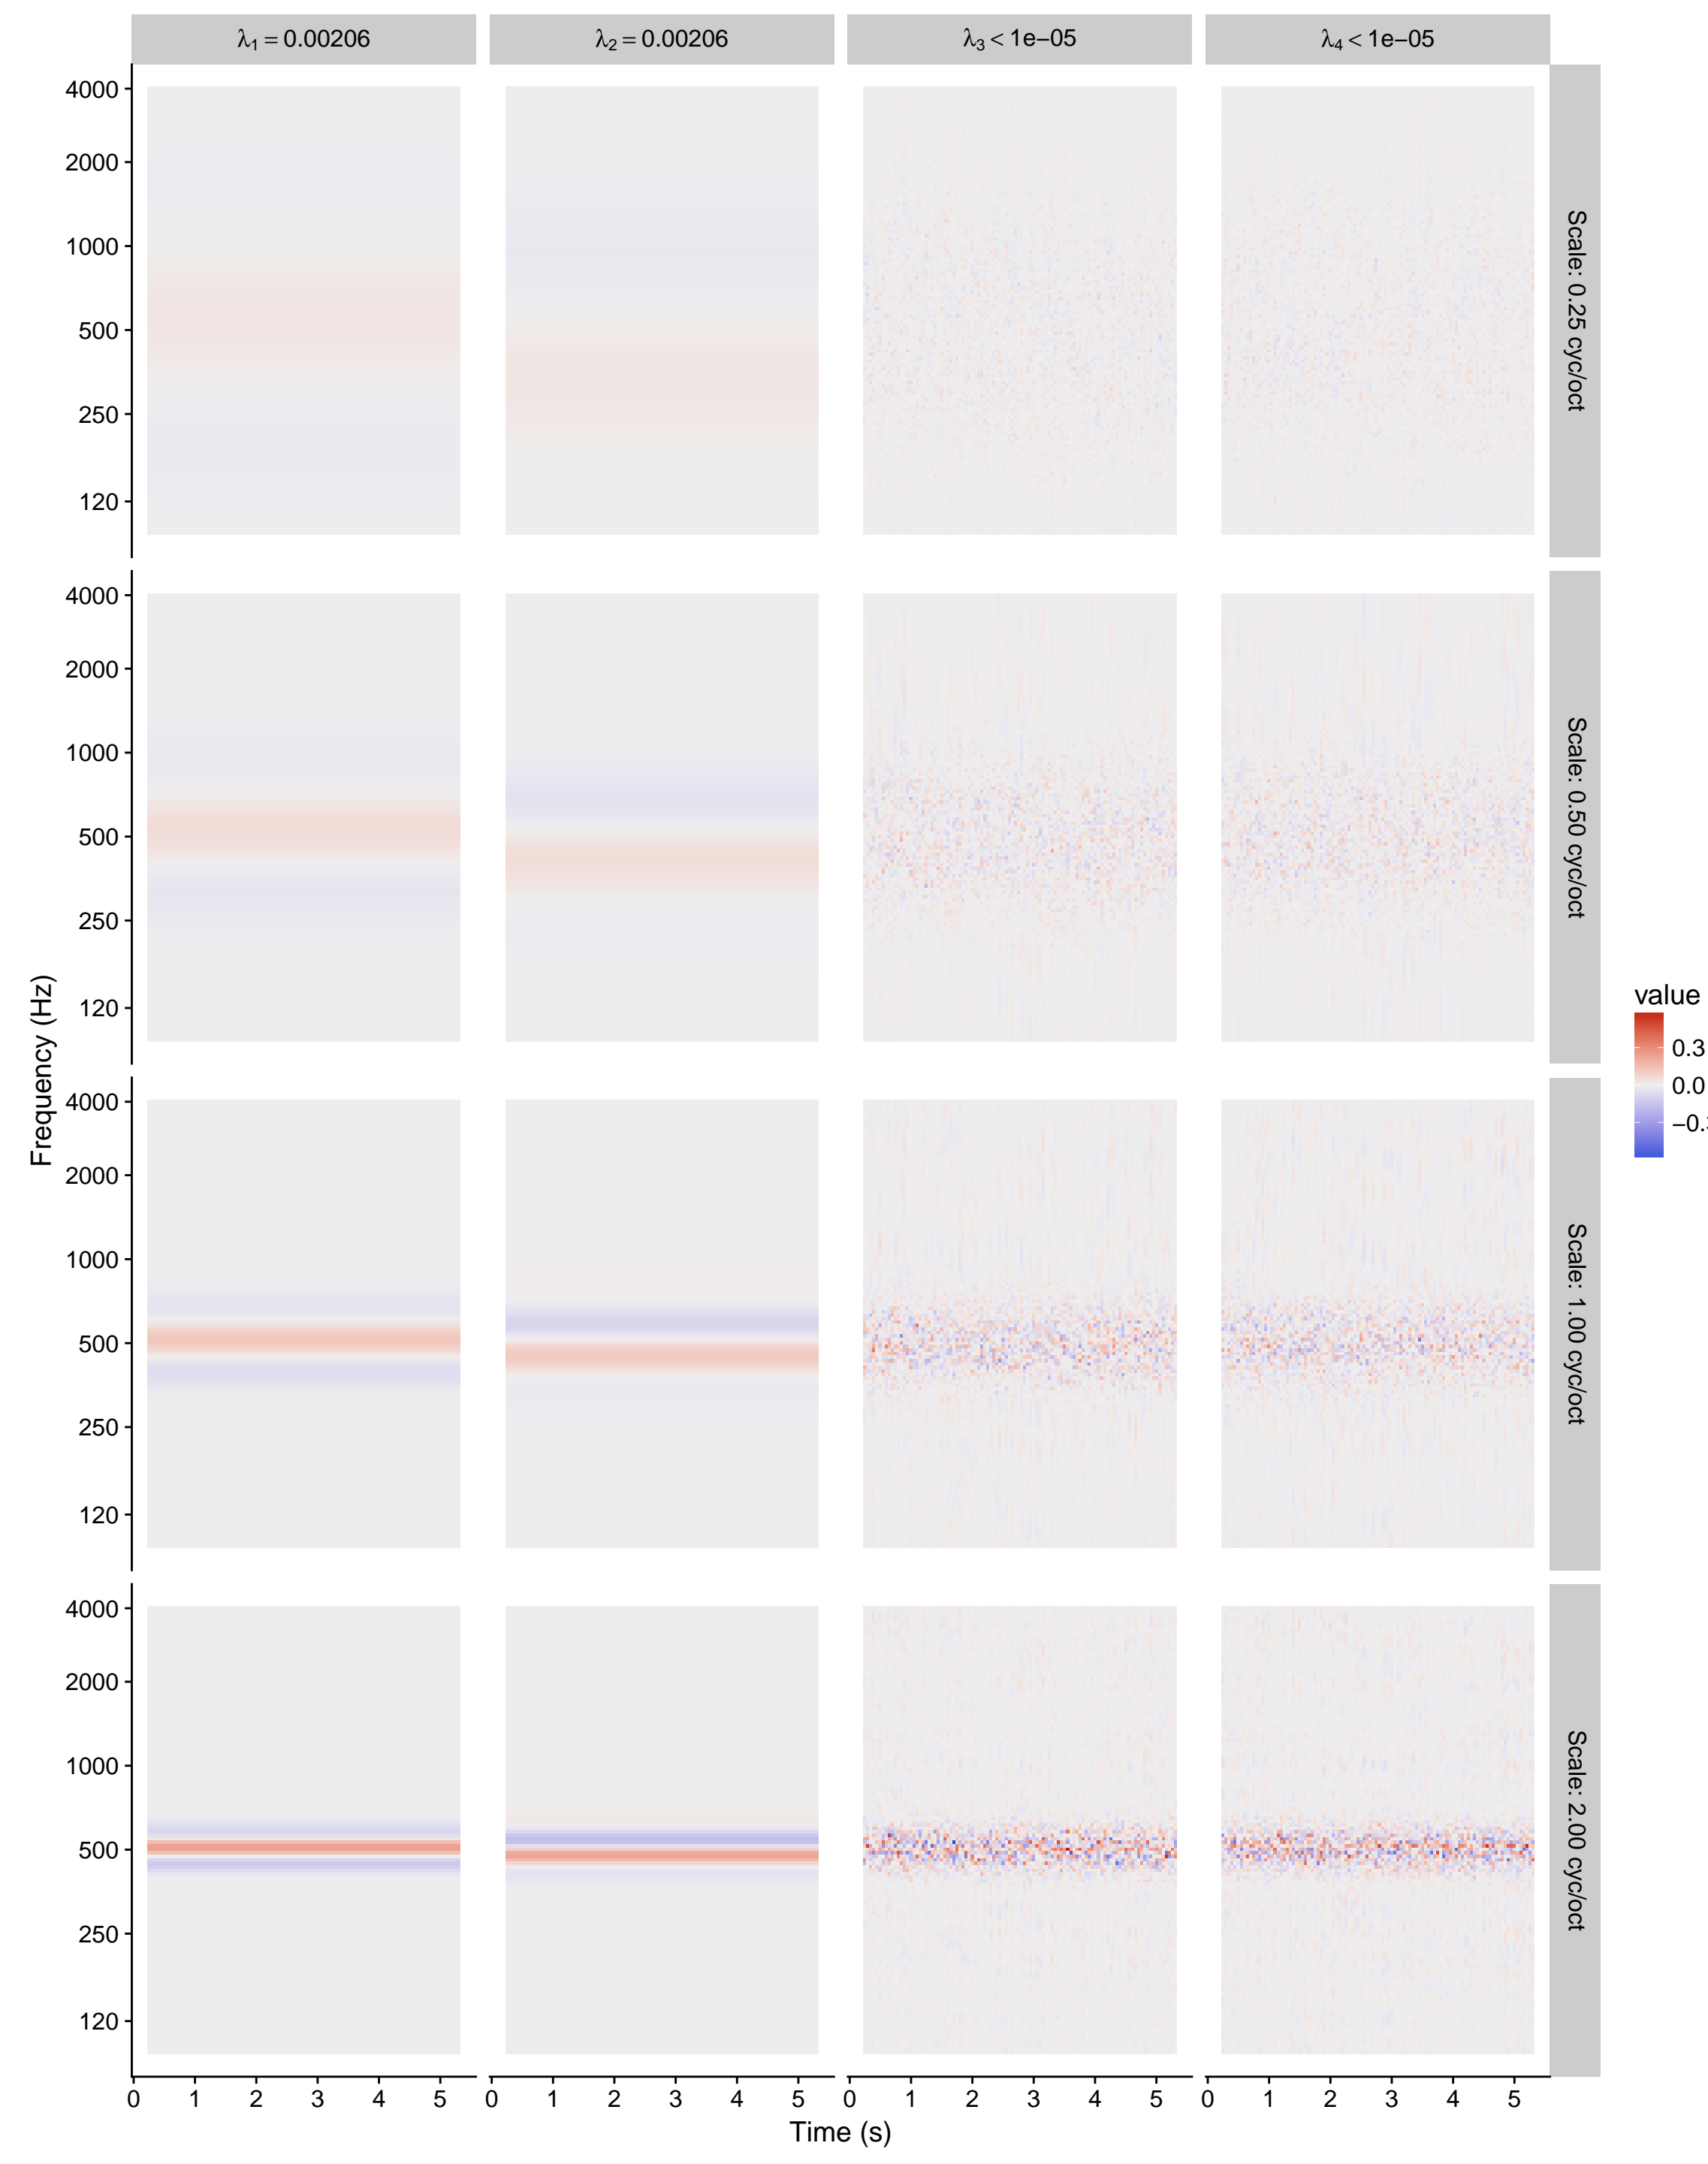 λ1 = 0.00206
λ2 = 0.00206
λ3 < 1e−05
λ4 < 1e−05
4000
2000
1000
500
250
120
Scale: 0.25 cyc/oct
4000
2000
1000
500
250
120
Scale: 0.50 cyc/oct
Frequency (Hz)
value
0.3
0.0
−0.3
4000
2000
1000
500
250
120
Scale: 1.00 cyc/oct
4000
2000
1000
500
250
120
Scale: 2.00 cyc/oct
0 1 2 3 4 5
0 1 2 3 4 5
0 1 2 3 4 5
0 1 2 3 4 5
Time (s)